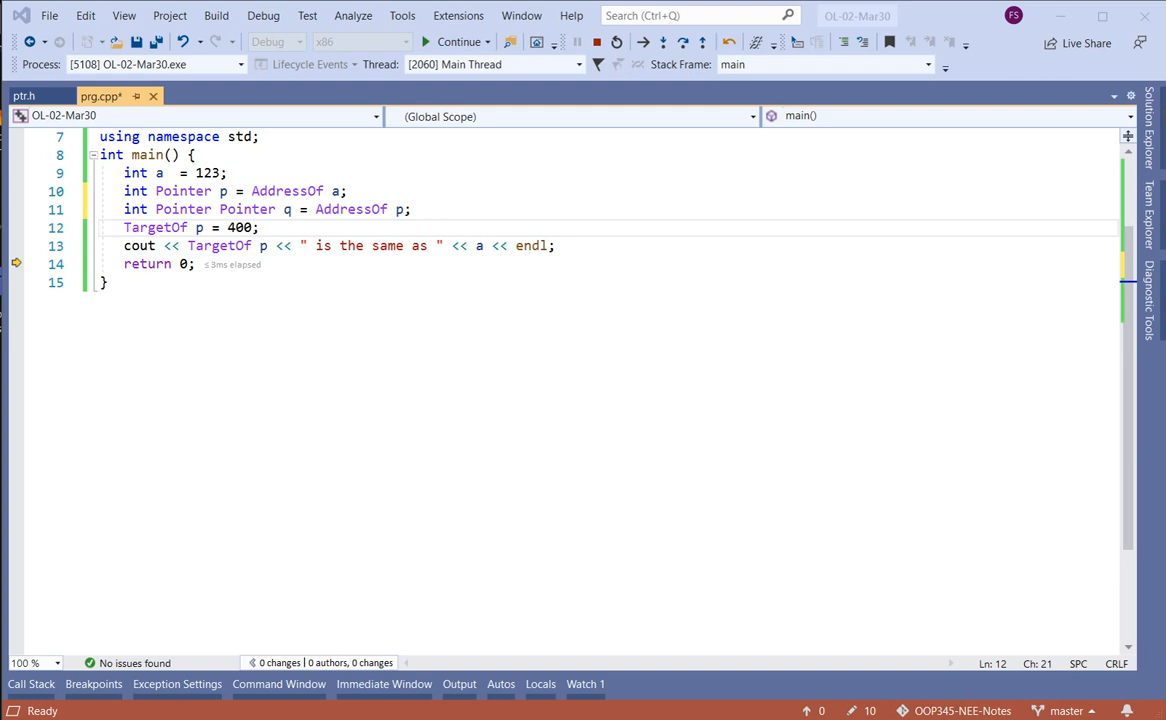 File Edit View Project Build Debug Test Analyze Tools Extensions Window Help Search (Ctrl+Q) OL-02-Mar30 FS
Debug x86 Continue Live Share
Process: [5108] OL-02-Mar30.exe Lifecycle Events Thread: [2060] Main Thread Stack Frame: main
ptr.h prg.cpp*
OL-02-Mar30 (Global Scope) main()
7 using namespace std;
8 int main() {
9 int a  = 123;
10 int Pointer p = AddressOf a;
11 int Pointer Pointer q = AddressOf p;
12 TargetOf p = 400;
13 cout << TargetOf p << " is the same as " << a << endl;
14 return 0; ≤3ms elapsed
15 }
Solution Explorer
Team Explorer
Diagnostic Tools
100 % No issues found 0 changes | 0 authors, 0 changes Ln: 12 Ch: 21 SPC CRLF
Call Stack Breakpoints Exception Settings Command Window Immediate Window Output Autos Locals Watch 1
Ready 0 10 OOP345-NEE-Notes master